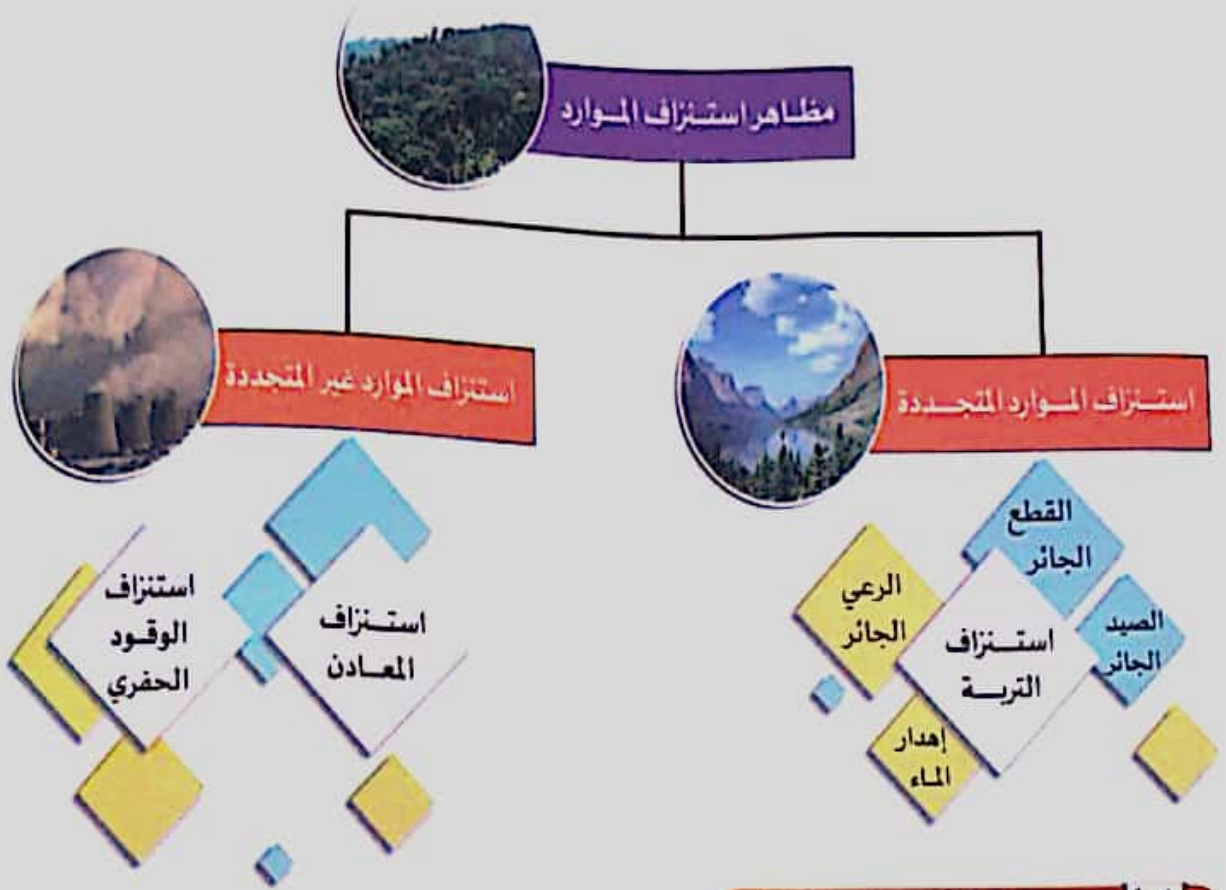 مظاهر استنزاف الموارد
استنزاف الموارد المتجددة
القطع
الجائر
الرعي
الجائر
الصيد
الجائر
استنزاف
التربة
إهدار
الماء
استنزاف الموارد غير المتجددة
استنزاف
المعادن
استنزاف
الوقود
الحفري